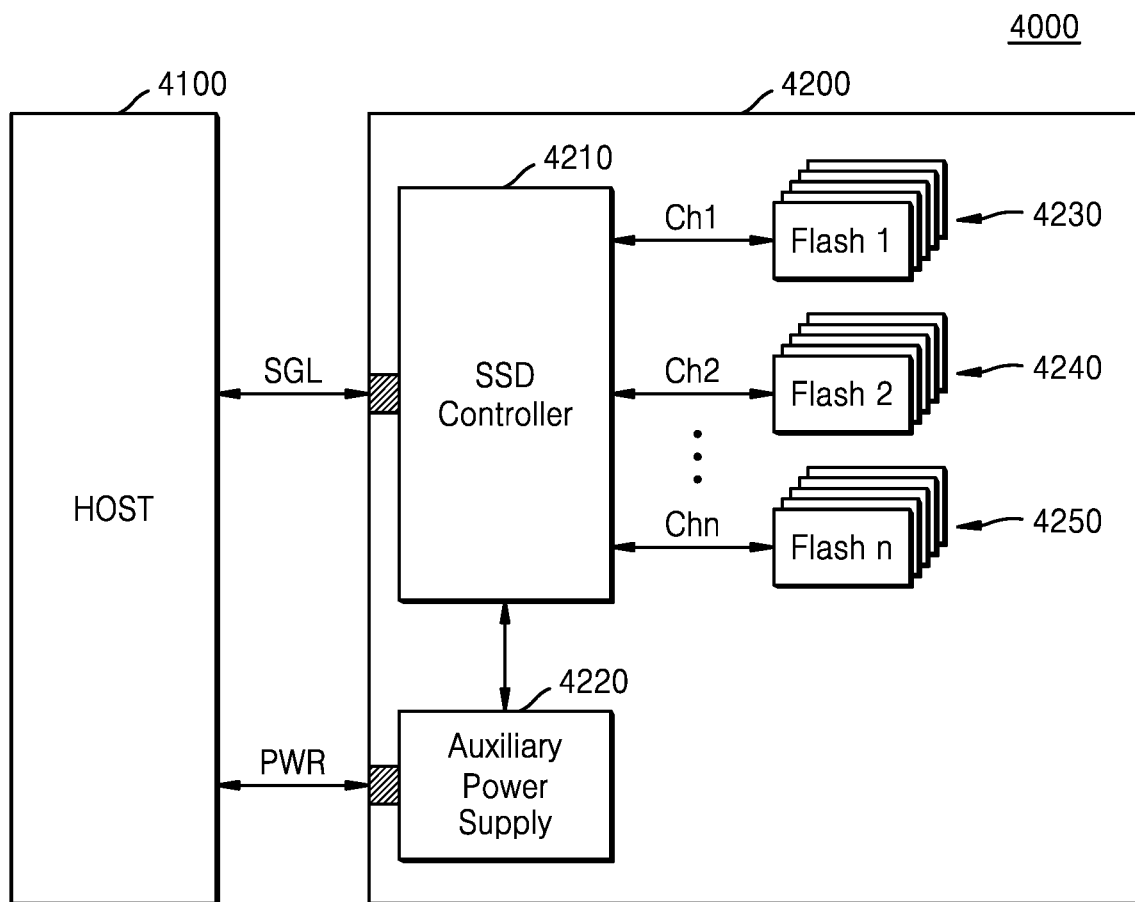 4000
4100
4200
4210
Ch1
Flash 1
4230
SGL
SSD
Controller
Ch2
Flash 2
4240
HOST
Chn
Flash n
4250
4220
PWR
Auxiliary
Power
Supply